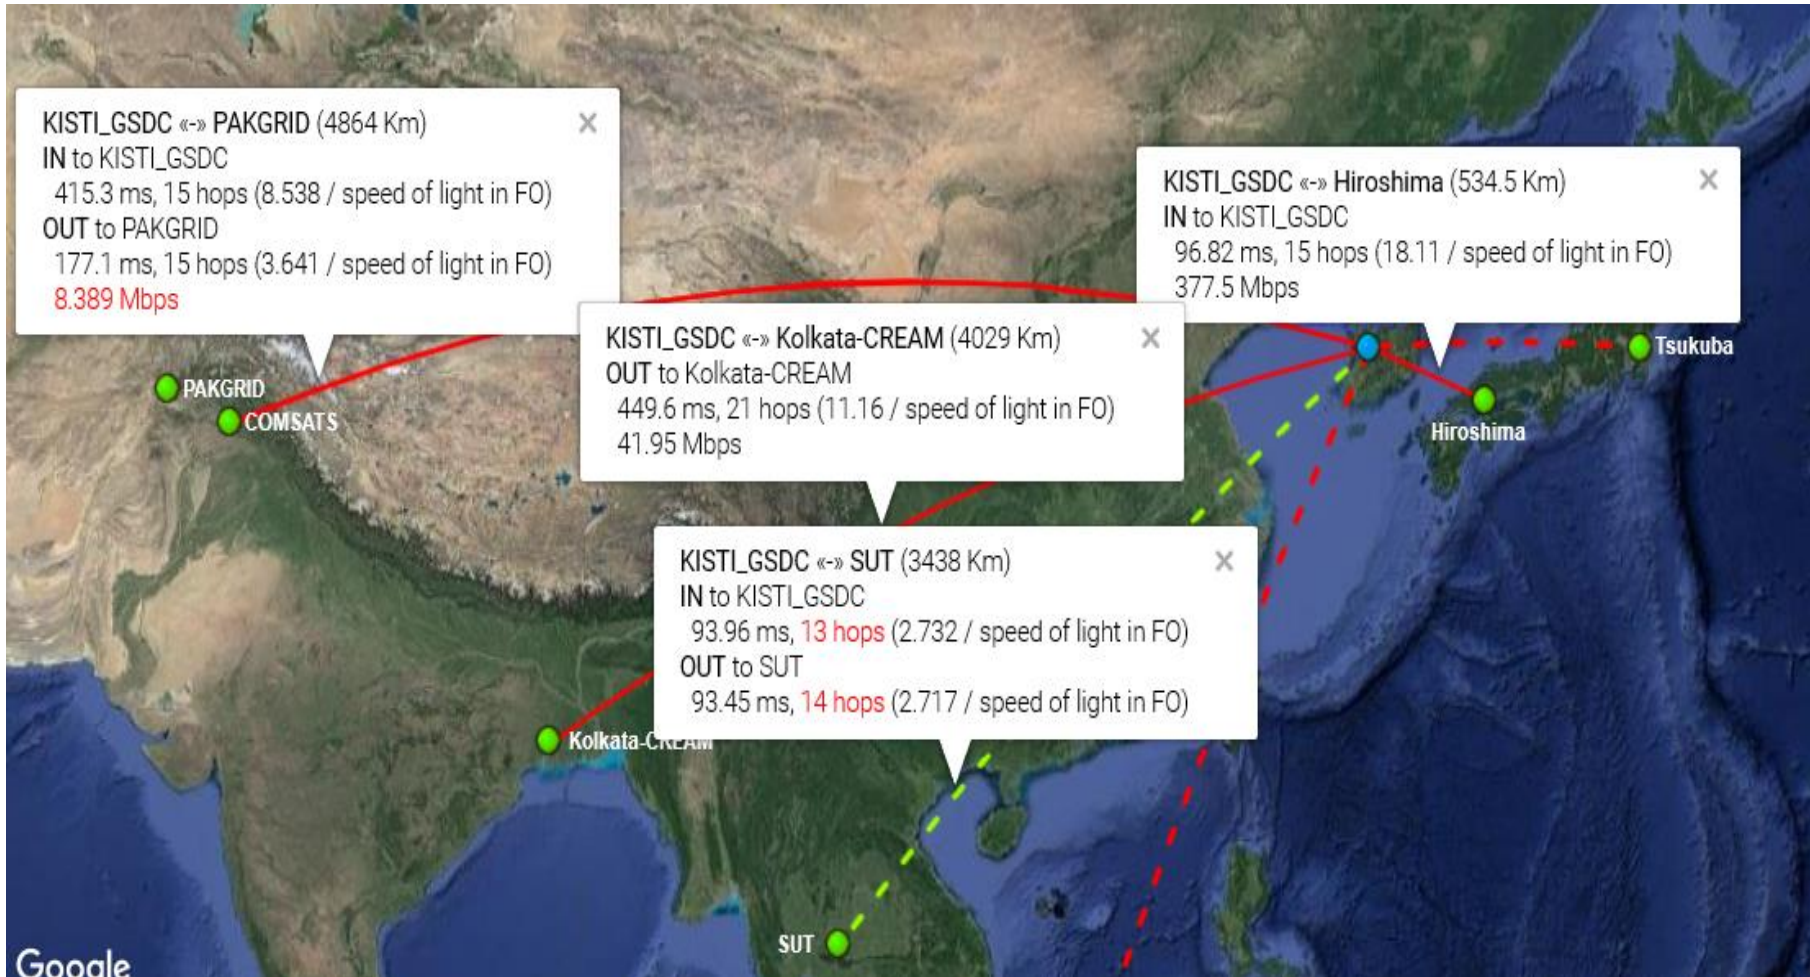 KISTI_GSDC «-» PAKGRID (4864 Km) ×
IN to KISTI_GSDC
415.3 ms, 15 hops (8.538 / speed of light in FO)
OUT to PAKGRID
177.1 ms, 15 hops (3.641 / speed of light in FO)
8.389 Mbps
KISTI_GSDC «-» Hiroshima (534.5 Km) ×
IN to KISTI_GSDC
96.82 ms, 15 hops (18.11 / speed of light in FO)
377.5 Mbps
KISTI_GSDC «-» Kolkata-CREAM (4029 Km) ×
OUT to Kolkata-CREAM
449.6 ms, 21 hops (11.16 / speed of light in FO)
41.95 Mbps
Tsukuba
PAKGRID
COMSATS
Hiroshima
KISTI_GSDC «-» SUT (3438 Km) ×
IN to KISTI_GSDC
93.96 ms, 13 hops (2.732 / speed of light in FO)
OUT to SUT
93.45 ms, 14 hops (2.717 / speed of light in FO)
Kolkata-CREAM
SUT
Google